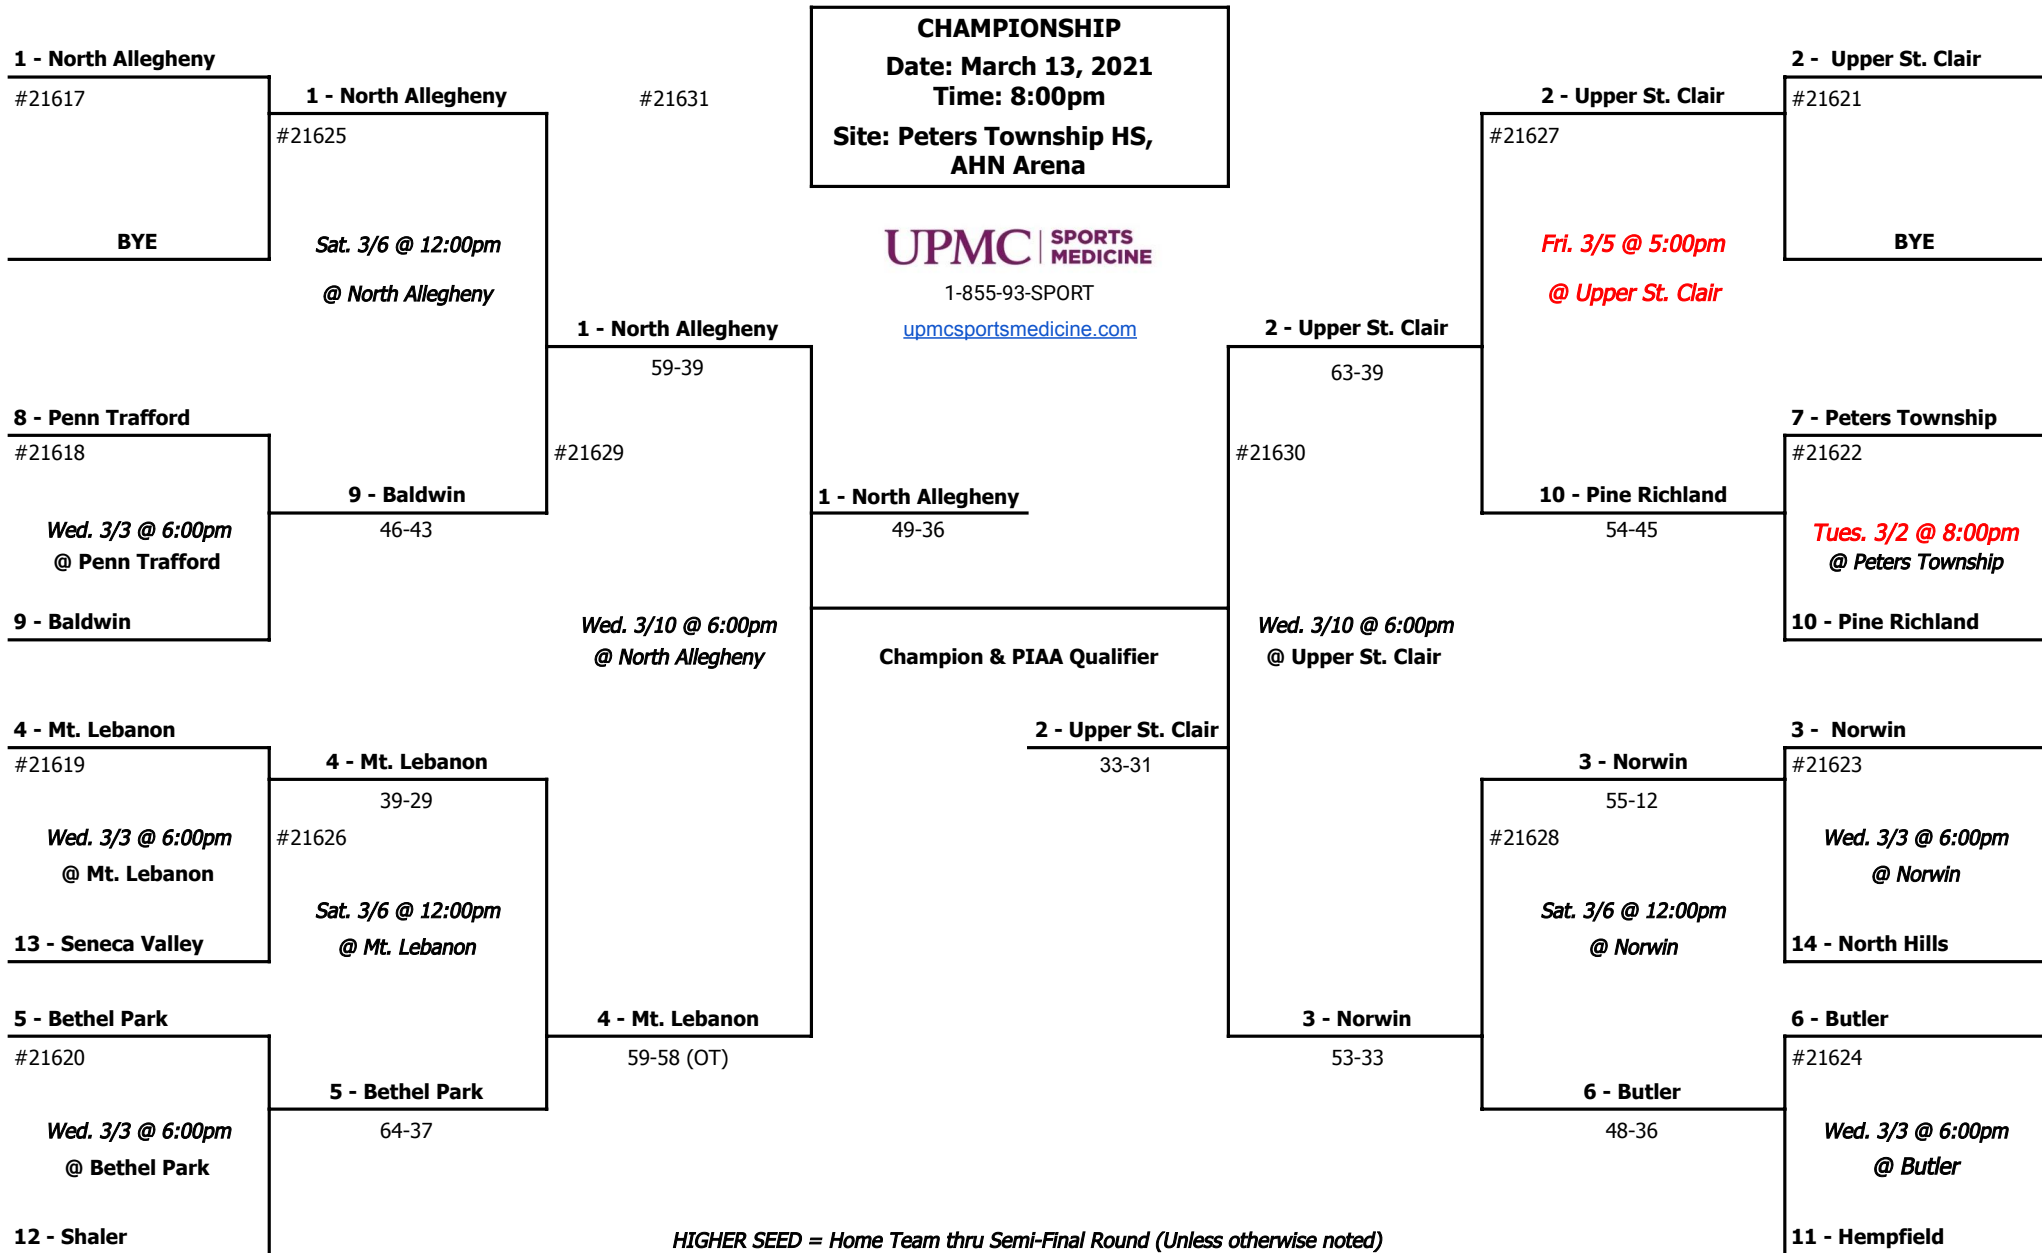 CHAMPIONSHIP
Date: March 13, 2021
Time: 8:00pm
Site: Peters Township HS,
AHN Arena
UPMC SPORTS
MEDICINE
1-855-93-SPORT
upmcsportsmedicine.com
1 - North Allegheny
#21617
BYE
8 - Penn Trafford
#21618
Wed. 3/3 @ 6:00pm
@ Penn Trafford
9 - Baldwin
4 - Mt. Lebanon
#21619
Wed. 3/3 @ 6:00pm
@ Mt. Lebanon
13 - Seneca Valley
5 - Bethel Park
#21620
Wed. 3/3 @ 6:00pm
@ Bethel Park
12 - Shaler
1 - North Allegheny
#21625
Sat. 3/6 @ 12:00pm
@ North Allegheny
9 - Baldwin
46-43
4 - Mt. Lebanon
39-29
#21626
Sat. 3/6 @ 12:00pm
@ Mt. Lebanon
5 - Bethel Park
64-37
#21631
1 - North Allegheny
59-39
#21629
Wed. 3/10 @ 6:00pm
@ North Allegheny
4 - Mt. Lebanon
59-58 (OT)
1 - North Allegheny
49-36
Champion & PIAA Qualifier
2 - Upper St. Clair
33-31
2 - Upper St. Clair
63-39
#21630
Wed. 3/10 @ 6:00pm
@ Upper St. Clair
3 - Norwin
53-33
2 - Upper St. Clair
#21627
Fri. 3/5 @ 5:00pm
@ Upper St. Clair
10 - Pine Richland
54-45
3 - Norwin
55-12
#21628
Sat. 3/6 @ 12:00pm
@ Norwin
6 - Butler
48-36
2 - Upper St. Clair
#21621
BYE
7 - Peters Township
#21622
Tues. 3/2 @ 8:00pm
@ Peters Township
10 - Pine Richland
3 - Norwin
#21623
Wed. 3/3 @ 6:00pm
@ Norwin
14 - North Hills
6 - Butler
#21624
Wed. 3/3 @ 6:00pm
@ Butler
11 - Hempfield
HIGHER SEED = Home Team thru Semi-Final Round (Unless otherwise noted)